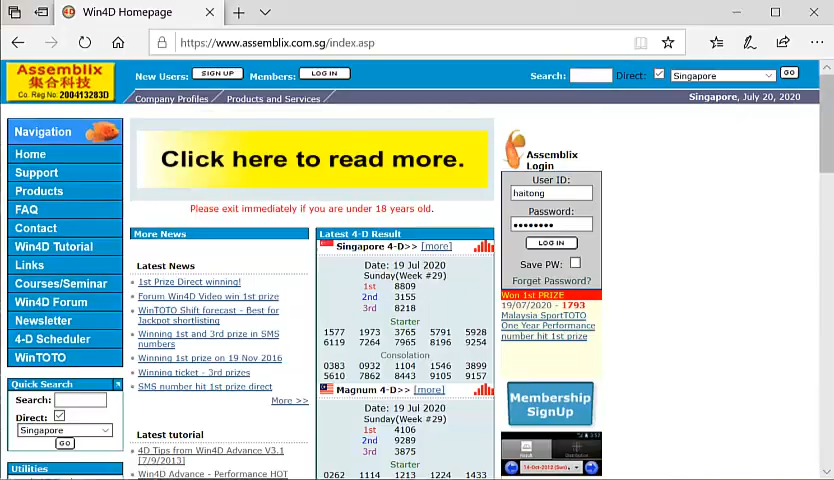 Win4D Homepage
https://www.assemblix.com.sg/index.asp
Assemblix
集合科技
Co. Reg No: 200413283D
New Users: SIGN UP Members: LOG IN
Search: Direct: Singapore GO
Company Profiles Products and Services
Singapore, July 20, 2020
Navigation
Home
Support
Products
FAQ
Contact
Win4D Tutorial
Links
Courses/Seminar
Win4D Forum
Newsletter
4-D Scheduler
WinTOTO
Quick Search
Search:
Direct:
Singapore
GO
Utilities
Click here to read more.
Please exit immediately if you are under 18 years old.
More News
Latest News
1st Prize Direct winning!
Forum Win4D Video win 1st prize
WinTOTO Shift forecast - Best for
Jackpot shortlisting
Winning 1st and 3rd prize in SMS
numbers
Winning 1st prize on 19 Nov 2016
Winning ticket - 3rd prizes
SMS number hit 1st prize direct
More >>
Latest tutorial
4D Tips from Win4D Advance V3.1
[7/9/2013]
Win4D Advance - Performance HOT
Latest 4-D Result
Singapore 4-D>> [more]
Date: 19 Jul 2020
Sunday(Week #29)
1st 8809
2nd 3155
3rd 8218
Starter
1577 1973 3765 5791 5928
6119 7264 7965 8196 9254
Consolation
0383 0932 1104 1546 3899
5610 7862 8443 9105 9157
Magnum 4-D>> [more]
Date: 19 Jul 2020
Sunday(Week #29)
1st 4106
2nd 9289
3rd 3875
Starter
0262 1114 1213 1224 1433
Assemblix
Login
User ID:
haitong
Password:
LOG IN
Save PW:
Forget Password?
Won 1st PRIZE
19/07/2020 - 1793
Malaysia SportTOTO
One Year Performance
number hit 1st prize
Membership
SignUp
Result
14-Oct-2012 (Sun)